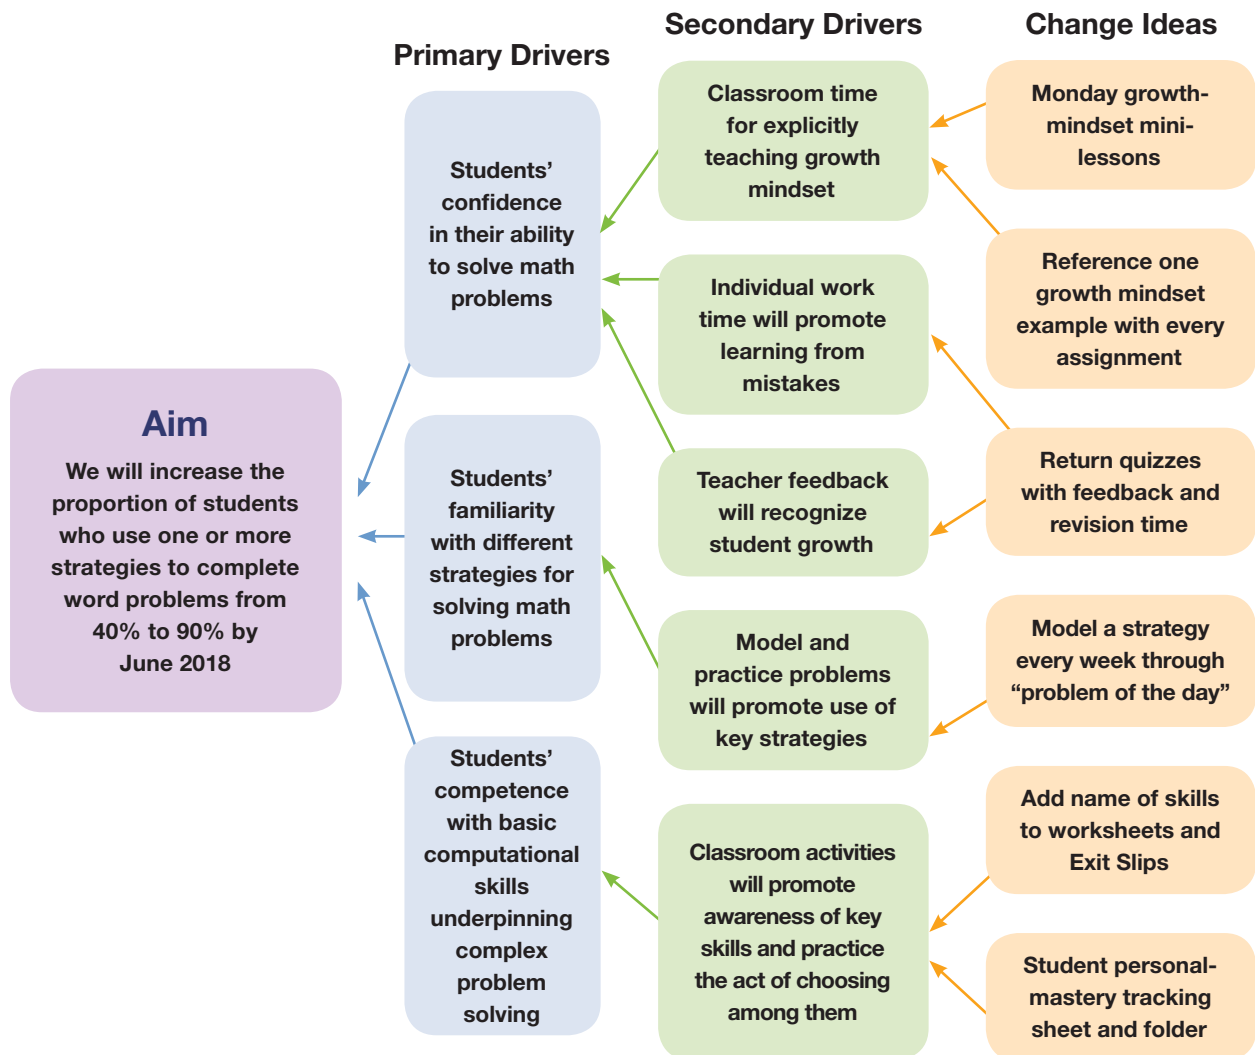 Primary Drivers
Secondary Drivers
Change Ideas
Aim
We will increase the
proportion of students
who use one or more
strategies to complete
word problems from
40% to 90% by
June 2018
Students’
confidence
in their ability
to solve math
problems
Students’
familiarity
with different
strategies for
solving math
problems
Students’
competence
with basic
computational
skills
underpinning
complex
problem
solving
Classroom time
for explicitly
teaching growth
mindset
Individual work
time will promote
learning from
mistakes
Teacher feedback
will recognize
student growth
Model and
practice problems
will promote use of
key strategies
Classroom activities
will promote
awareness of key
skills and practice
the act of choosing
among them
Monday growth-
mindset mini-
lessons
Reference one
growth mindset
example with every
assignment
Return quizzes
with feedback and
revision time
Model a strategy
every week through
“problem of the day”
Add name of skills
to worksheets and
Exit Slips
Student personal-
mastery tracking
sheet and folder